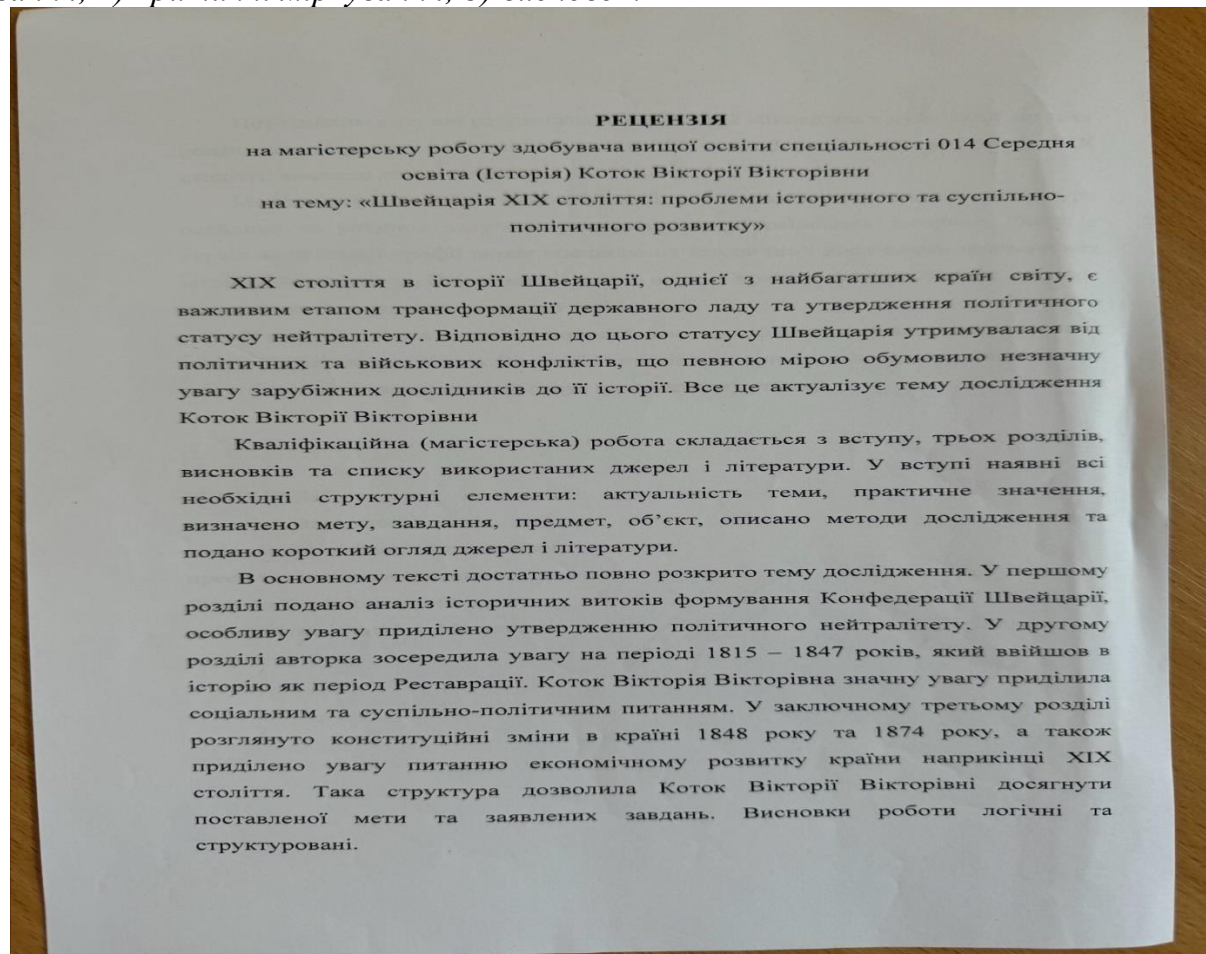 РЕЦЕНЗІЯ
на магістерську роботу здобувача вищої освіти спеціальності 014 Середня
освіта (Історія) Коток Вікторії Вікторівни
на тему: «Швейцарія XIX століття: проблеми історичного та суспільно-
політичного розвитку»
XIX століття в історії Швейцарії, однієї з найбагатших країн світу, є
важливим етапом трансформації державного ладу та утвердження політичного
статусу нейтралітету. Відповідно до цього статусу Швейцарія утримувалася від
політичних та військових конфліктів, що певною мірою обумовило незначну
увагу зарубіжних дослідників до її історії. Все це актуалізує тему дослідження
Коток Вікторії Вікторівни
Кваліфікаційна (магістерська) робота складається з вступу, трьох розділів,
висновків та списку використаних джерел і літератури. У вступі наявні всі
необхідні структурні елементи: актуальність теми, практичне значення,
визначено мету, завдання, предмет, об’єкт, описано методи дослідження та
подано короткий огляд джерел і літератури.
В основному тексті достатньо повно розкрито тему дослідження. У першому
розділі подано аналіз історичних витоків формування Конфедерації Швейцарії,
особливу увагу приділено утвердженню політичного нейтралітету. У другому
розділі авторка зосередила увагу на періоді 1815 – 1847 років, який ввійшов в
історію як період Реставрації. Коток Вікторія Вікторівна значну увагу приділила
соціальним та суспільно-політичним питанням. У заключному третьому розділі
розглянуто конституційні зміни в країні 1848 року та 1874 року, а також
приділено увагу питанню економічному розвитку країни наприкінці XIX
століття. Така структура дозволила Коток Вікторії Вікторівні досягнути
поставленої мети та заявлених завдань. Висновки роботи логічні та
структуровані.